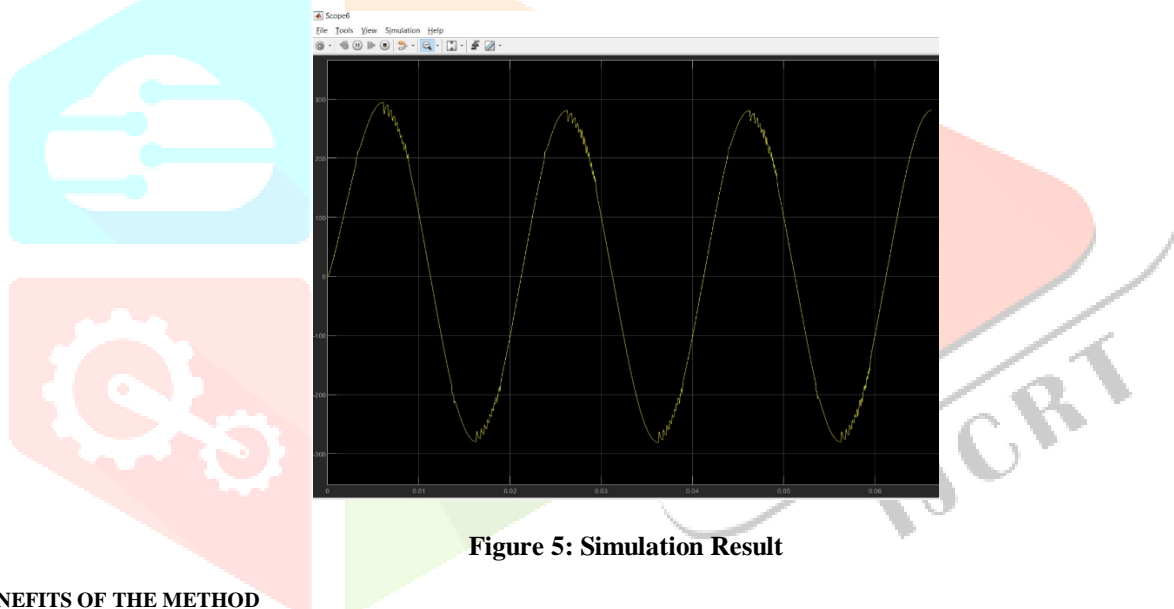 Scope6
File Tools View Simulation Help
300
200
100
0
-100
-200
-300
0 0.01 0.02 0.03 0.04 0.05 0.06
IJCRT
Figure 5: Simulation Result
NEFITS OF THE METHOD